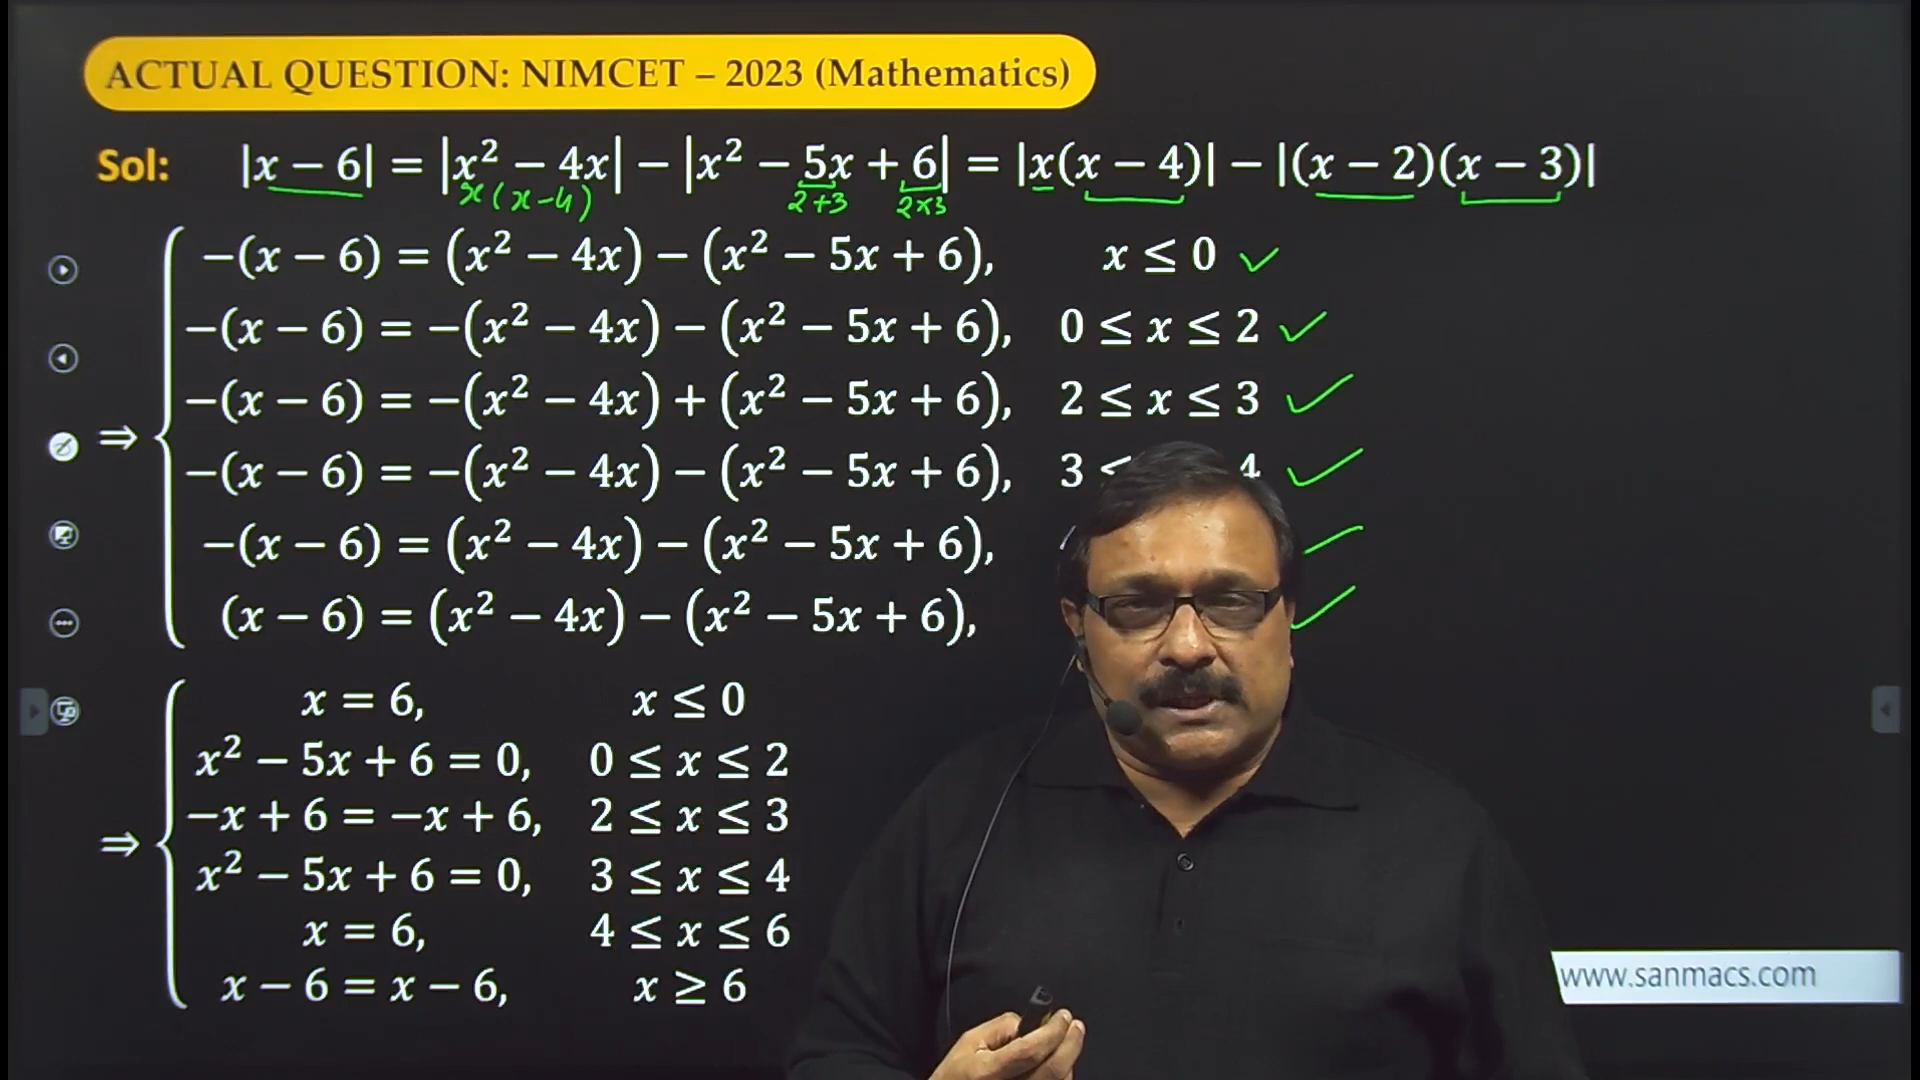 ACTUAL QUESTION: NIMCET – 2023 (Mathematics)
Sol: |x − 6| = |x² − 4x| − |x² − 5x + 6| = |x(x − 4)| − |(x − 2)(x − 3)|
x(x−4) 2+3 2×3
−(x − 6) = (x² − 4x) − (x² − 5x + 6), x ≤ 0 ✓
−(x − 6) = −(x² − 4x) − (x² − 5x + 6), 0 ≤ x ≤ 2 ✓
−(x − 6) = −(x² − 4x) + (x² − 5x + 6), 2 ≤ x ≤ 3 ✓
⇒ −(x − 6) = −(x² − 4x) − (x² − 5x + 6), 3 ≤ 4 ✓
−(x − 6) = (x² − 4x) − (x² − 5x + 6), ✓
(x − 6) = (x² − 4x) − (x² − 5x + 6), ✓
x = 6, x ≤ 0
x² − 5x + 6 = 0, 0 ≤ x ≤ 2
−x + 6 = −x + 6, 2 ≤ x ≤ 3
⇒ x² − 5x + 6 = 0, 3 ≤ x ≤ 4
x = 6, 4 ≤ x ≤ 6
x − 6 = x − 6, x ≥ 6
www.sanmacs.com